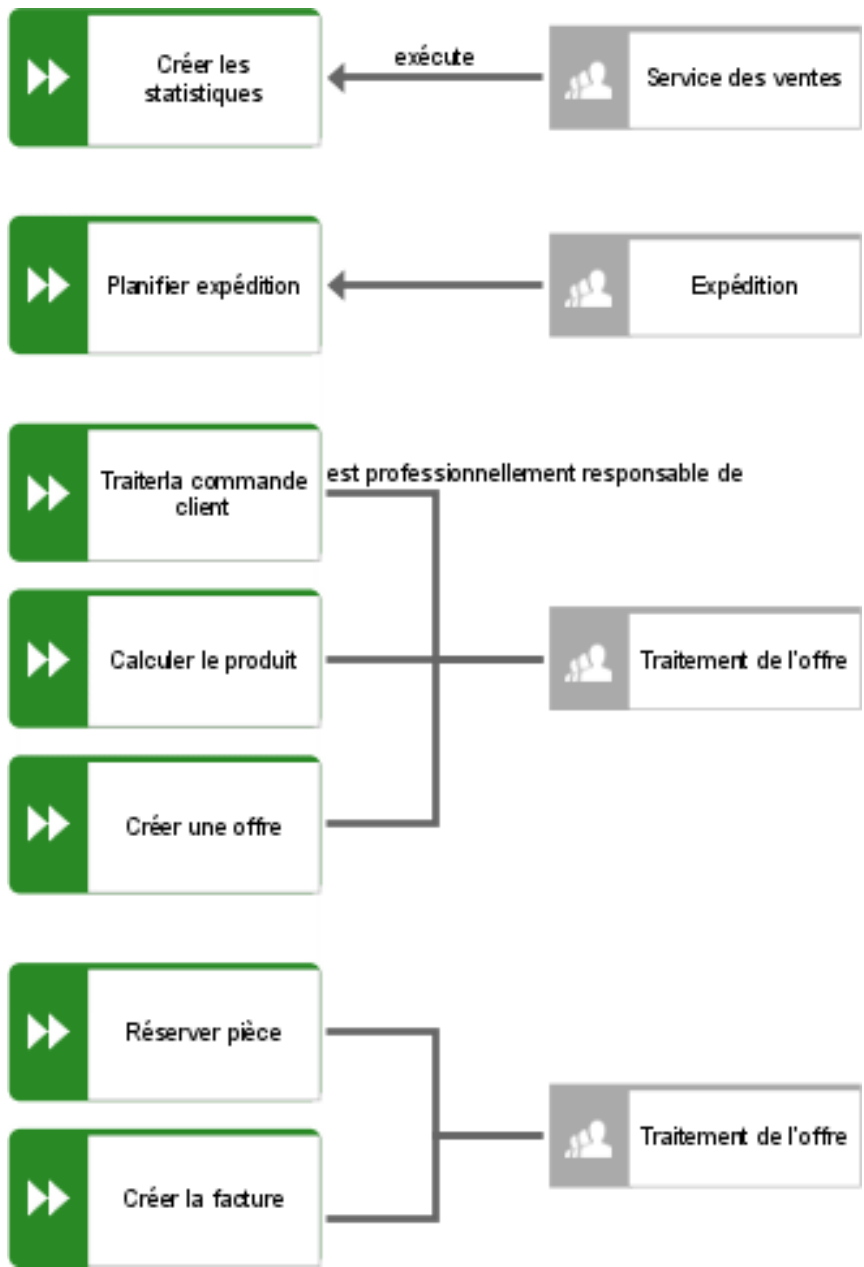 Créer les
statistiques
exécute
Service des ventes
Planifier expédition
Expédition
Traiterla commande
client
est professionnellement responsable de
Calculer le produit
Traitement de l'offre
Créer une offre
Réserver pièce
Traitement de l'offre
Créer la facture